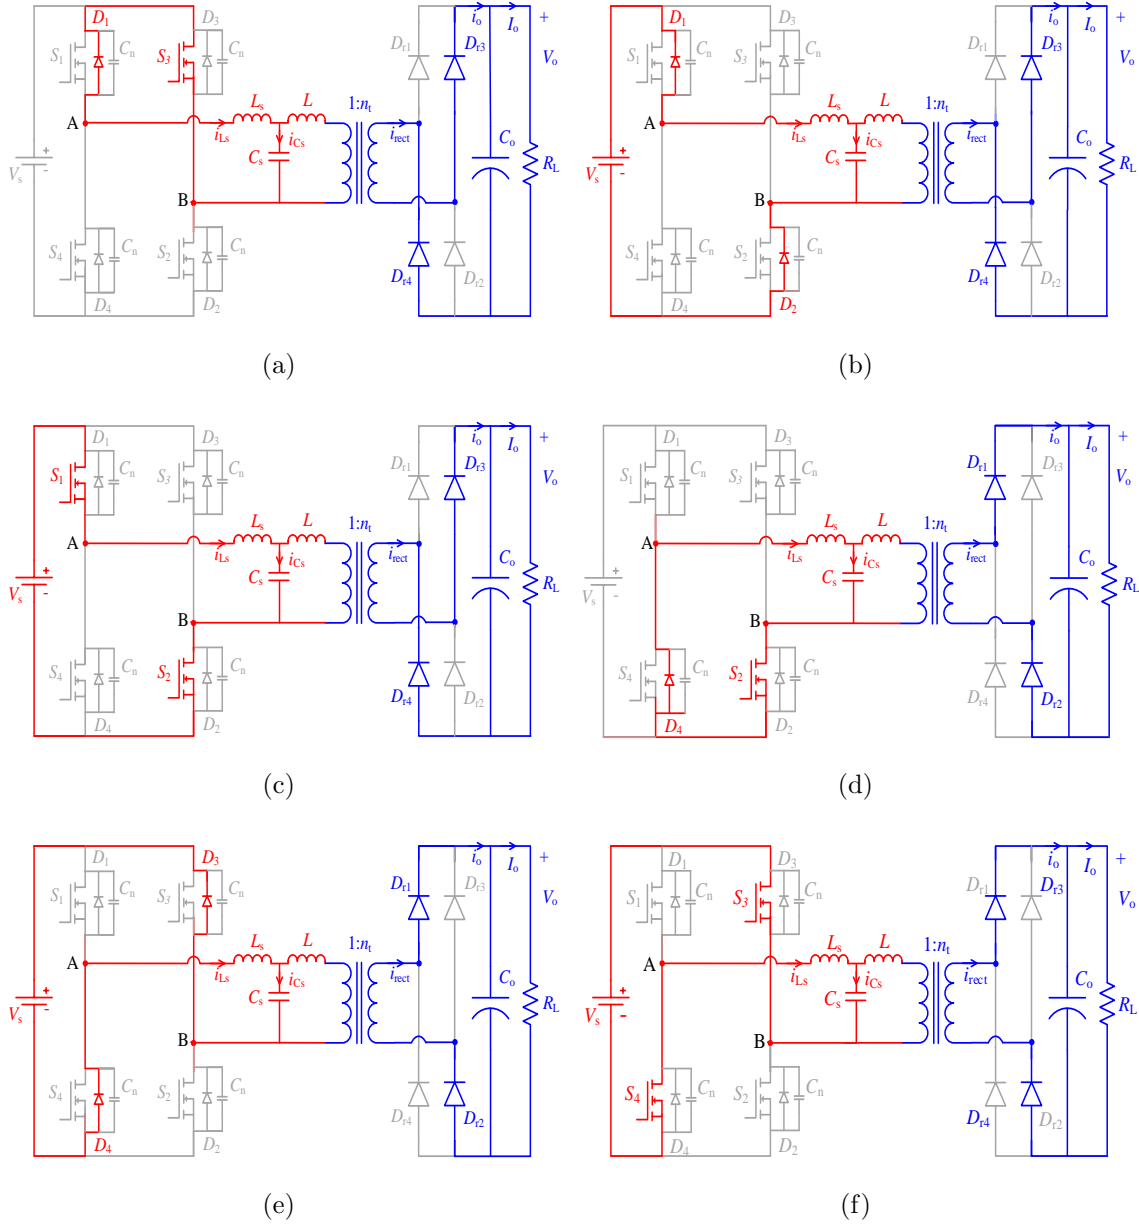 D1 D3 io Io +
S1 Cn S3 Cn Dr1 Dr3 Vo
Ls L 1:nt
A iLs iCs irect
Vs + - Cs Co RL
B
S4 Cn S2 Cn Dr4 Dr2
D4 D2
(a)
D1 D3 io Io +
S1 Cn S3 Cn Dr1 Dr3 Vo
Ls L 1:nt
A iLs iCs irect
Vs + - Cs Co RL
B
S4 Cn S2 Cn Dr4 Dr2
D4 D2
(b)
D1 D3 io Io +
S1 Cn S3 Cn Dr1 Dr3 Vo
Ls L 1:nt
A iLs iCs irect
Vs + - Cs Co RL
B
S4 Cn S2 Cn Dr4 Dr2
D4 D2
(c)
D1 D3 io Io +
S1 Cn S3 Cn Dr1 Dr3 Vo
Ls L 1:nt
A iLs iCs irect
Vs + - Cs Co RL
B
S4 Cn S2 Cn Dr4 Dr2
D4 D2
(d)
D1 D3 io Io +
S1 Cn S3 Cn Dr1 Dr3 Vo
Ls L 1:nt
A iLs iCs irect
Vs + - Cs Co RL
B
S4 Cn S2 Cn Dr4 Dr2
D4 D2
(e)
D1 D3 io Io +
S1 Cn S3 Cn Dr1 Dr3 Vo
Ls L 1:nt
A iLs iCs irect
Vs + - Cs Co RL
B
S4 Cn S2 Cn Dr4 Dr2
D4 D2
(f)